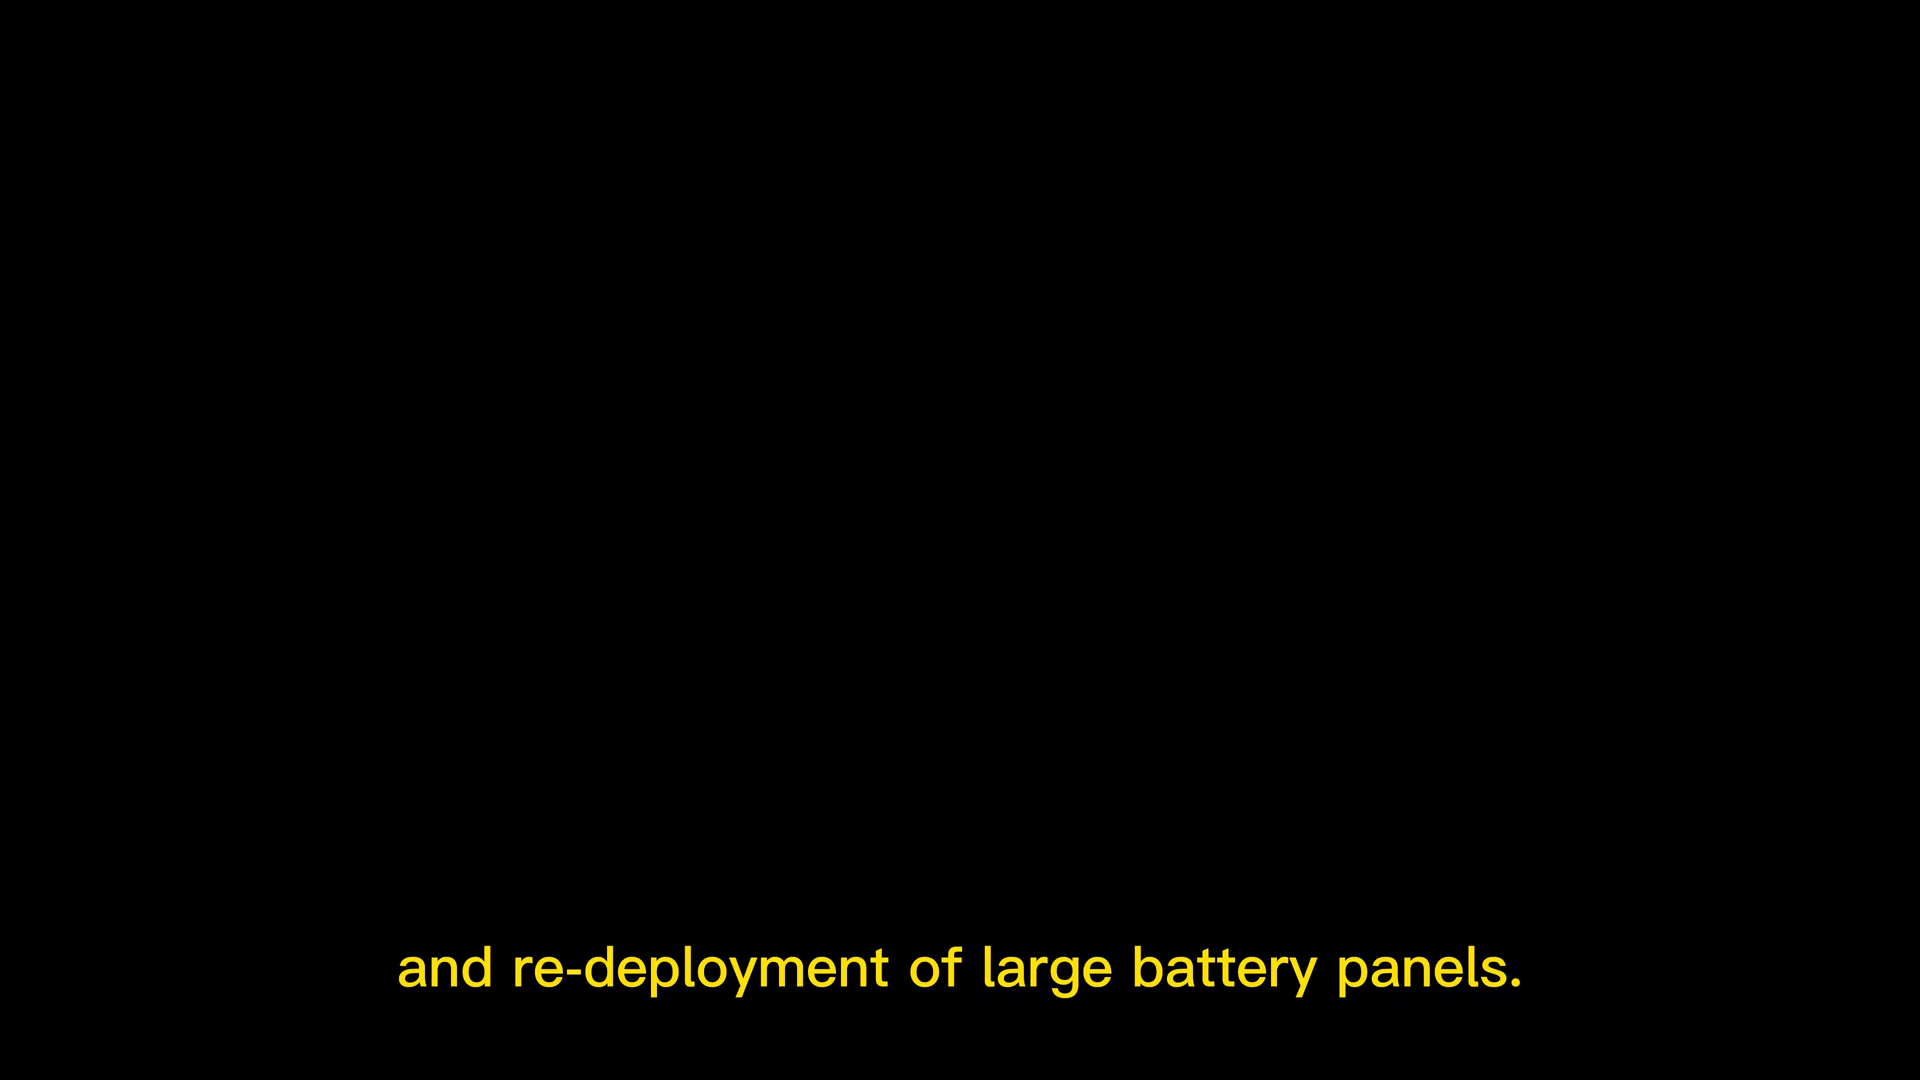 and re-deployment of large battery panels.